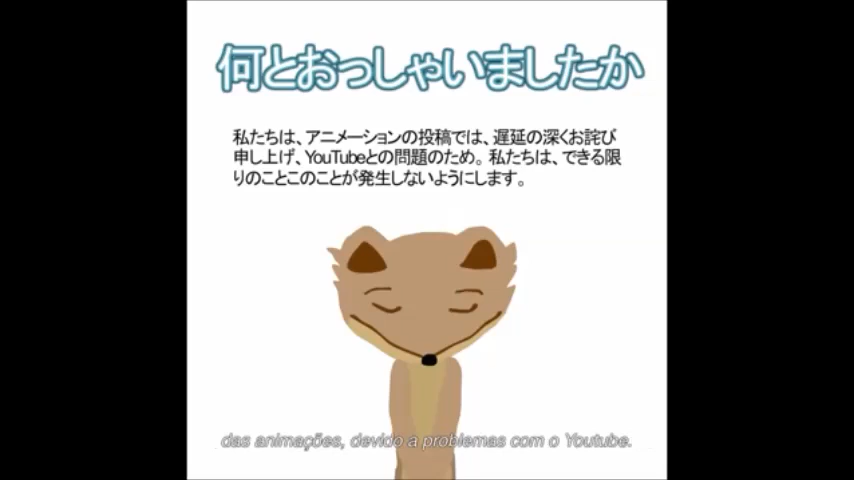 何とおっしゃいましたか
私たちは、アニメーションの投稿では、遅延の深くお詫び
申し上げ、YouTubeとの問題のため。私たちは、できる限
りのことこのことが発生しないようにします。
das animações, devido a problemas com o Youtube.